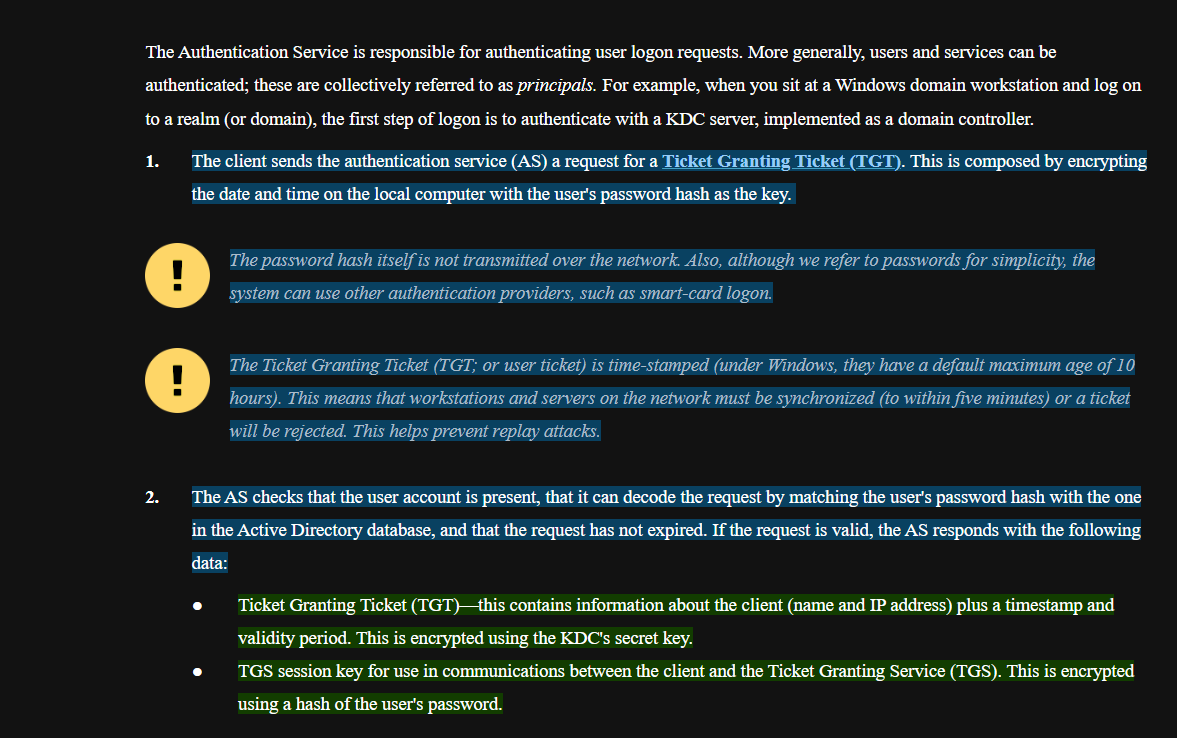 The Authentication Service is responsible for authenticating user logon requests. More generally, users and services can be
authenticated; these are collectively referred to as principals. For example, when you sit at a Windows domain workstation and log on
to a realm (or domain), the first step of logon is to authenticate with a KDC server, implemented as a domain controller.
1. The client sends the authentication service (AS) a request for a Ticket Granting Ticket (TGT). This is composed by encrypting
the date and time on the local computer with the user's password hash as the key.
The password hash itself is not transmitted over the network. Also, although we refer to passwords for simplicity, the
system can use other authentication providers, such as smart-card logon.
The Ticket Granting Ticket (TGT; or user ticket) is time-stamped (under Windows, they have a default maximum age of 10
hours). This means that workstations and servers on the network must be synchronized (to within five minutes) or a ticket
will be rejected. This helps prevent replay attacks.
2. The AS checks that the user account is present, that it can decode the request by matching the user's password hash with the one
in the Active Directory database, and that the request has not expired. If the request is valid, the AS responds with the following
data:
● Ticket Granting Ticket (TGT)—this contains information about the client (name and IP address) plus a timestamp and
validity period. This is encrypted using the KDC's secret key.
● TGS session key for use in communications between the client and the Ticket Granting Service (TGS). This is encrypted
using a hash of the user's password.